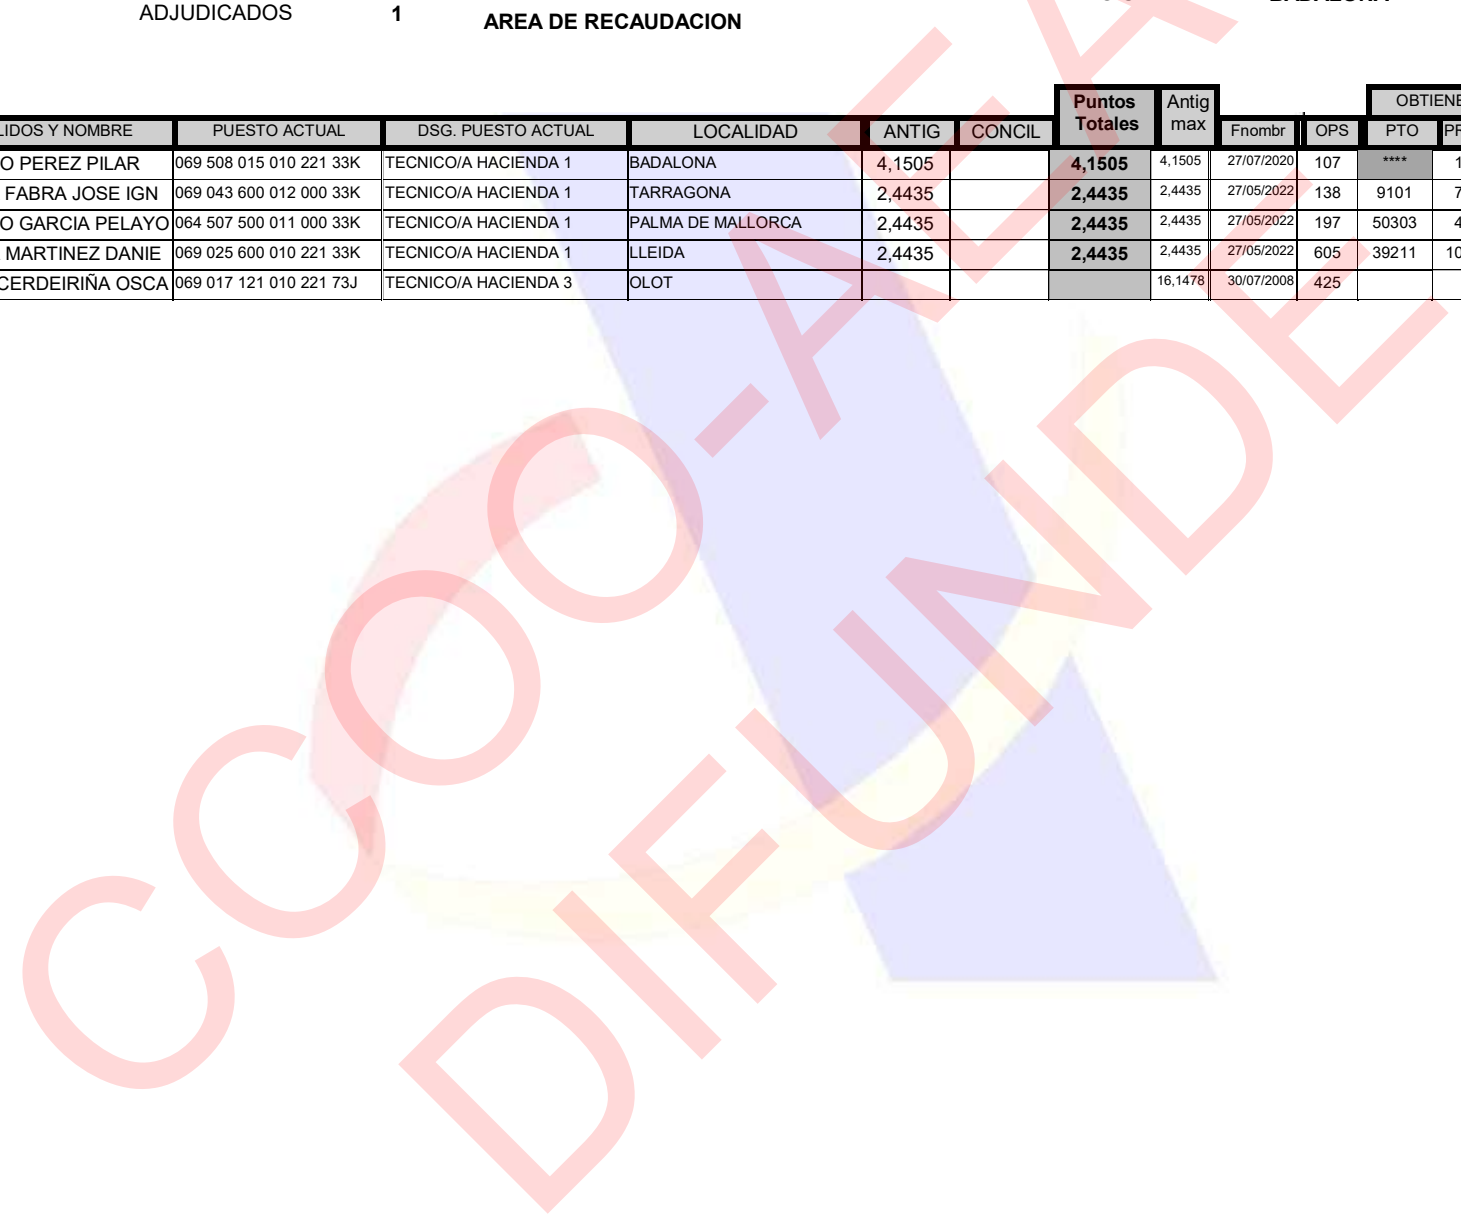 ADJUDICADOS 1 AREA DE RECAUDACION
Puntos Totales Antig max OBTIENE
LIDOS Y NOMBRE PUESTO ACTUAL DSG. PUESTO ACTUAL LOCALIDAD ANTIG CONCIL Fnombr OPS PTO PR
O PEREZ PILAR 069 508 015 010 221 33K TECNICO/A HACIENDA 1 BADALONA 4,1505 4,1505 4,1505 27/07/2020 107 **** 1
FABRA JOSE IGN 069 043 600 012 000 33K TECNICO/A HACIENDA 1 TARRAGONA 2,4435 2,4435 2,4435 27/05/2022 138 9101 7
O GARCIA PELAYO 064 507 500 011 000 33K TECNICO/A HACIENDA 1 PALMA DE MALLORCA 2,4435 2,4435 2,4435 27/05/2022 197 50303 4
MARTINEZ DANIE 069 025 600 010 221 33K TECNICO/A HACIENDA 1 LLEIDA 2,4435 2,4435 2,4435 27/05/2022 605 39211 10
CERDEIRIÑA OSCA 069 017 121 010 221 73J TECNICO/A HACIENDA 3 OLOT 16,1478 30/07/2008 425
CCOO-AEA
DIFUNDE